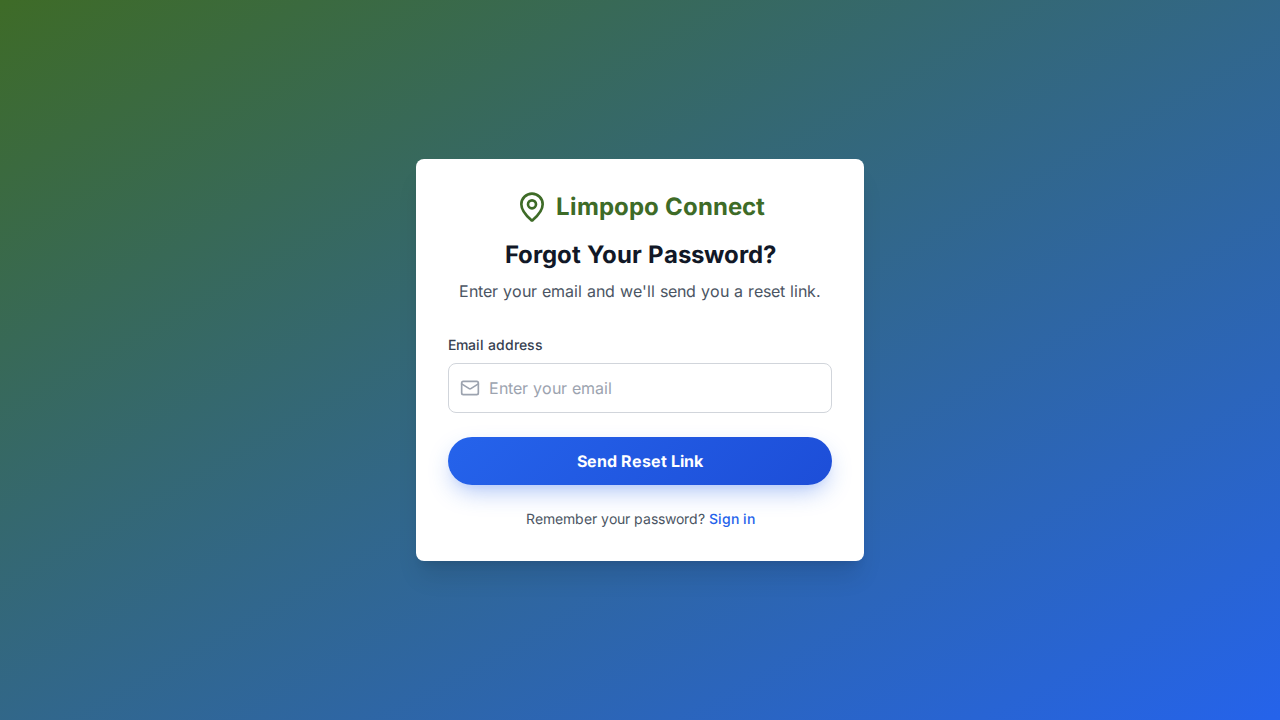 Limpopo Connect
Forgot Your Password?
Enter your email and we'll send you a reset link.
Email address
Enter your email
Send Reset Link
Remember your password? Sign in